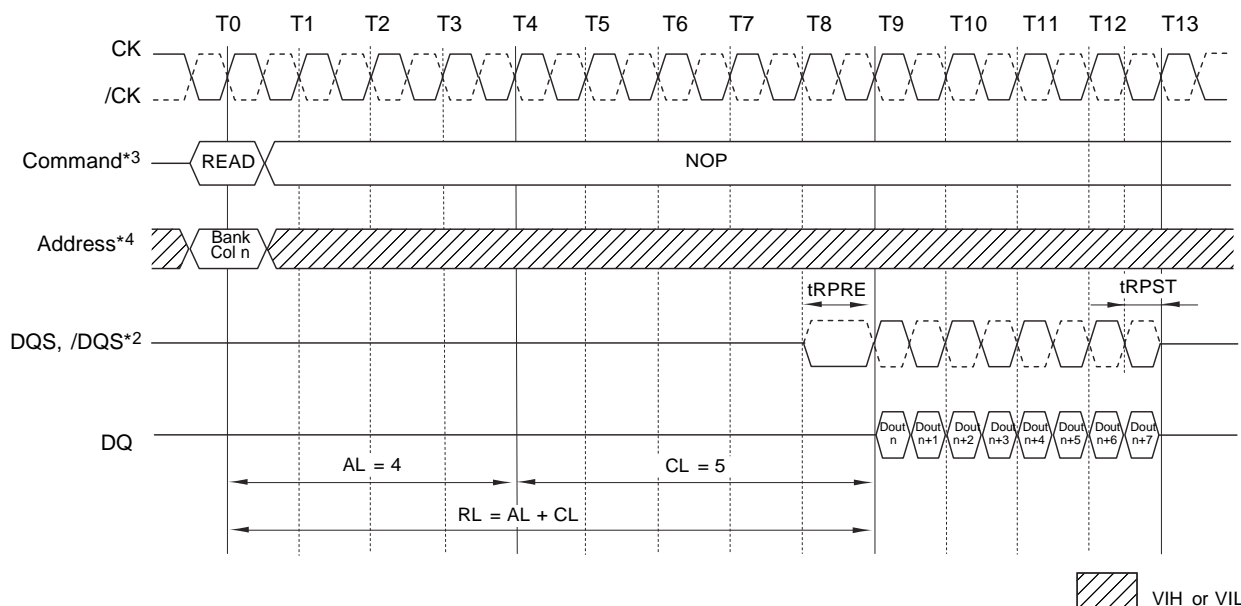 T0 T1 T2 T3 T4 T5 T6 T7 T8 T9 T10 T11 T12 T13
CK
/CK
Command*3 READ NOP
Address*4 Bank
Col n
tRPRE tRPST
DQS, /DQS*2
DQ
Dout Dout Dout Dout Dout Dout Dout Dout
n n+1 n+2 n+3 n+4 n+5 n+6 n+7
AL = 4 CL = 5
RL = AL + CL
VIH or VIL